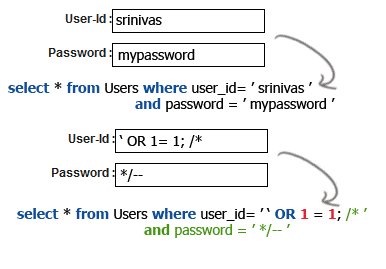 User-Id : srinivas
Password : mypassword
select * from Users where user_id= ’ srinivas ’
and password = ’ mypassword ’
User-Id : ‘ OR 1= 1; /*
Password : */--
select * from Users where user_id= ’‘ OR 1 = 1; /* ’
and password = ’ */-- ’